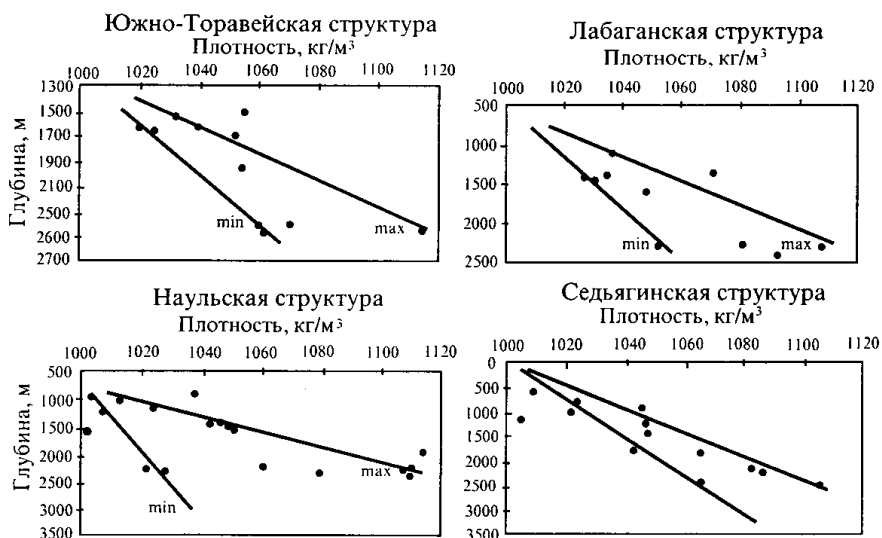 Южно-Торавейская структура
Плотность, кг/м³
1000 1020 1040 1060 1080 1100 1120
Глубина, м
1300
1500
1700
1900
2100
2500
2600
2700
min
max
Лабаганская структура
Плотность, кг/м³
1000 1020 1040 1060 1080 1100 1120
500
1000
1500
2000
2500
min
max
Наульская структура
Плотность, кг/м³
1000 1020 1040 1060 1080 1100 1120
Глубина, м
500
1000
1500
2000
2500
3000
3500
min
max
Седьягинская структура
Плотность, кг/м³
1000 1020 1040 1060 1080 1100 1120
0
500
1000
1500
2000
2500
3000
3500